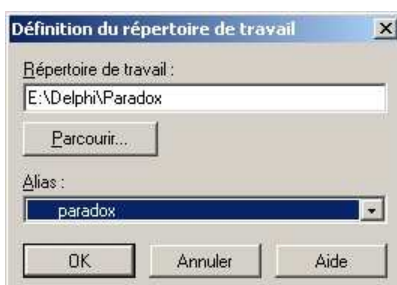 Définition du répertoire de travail
Répertoire de travail :
E:\Delphi\Paradox
Parcourir...
Alias :
paradox
OK Annuler Aide